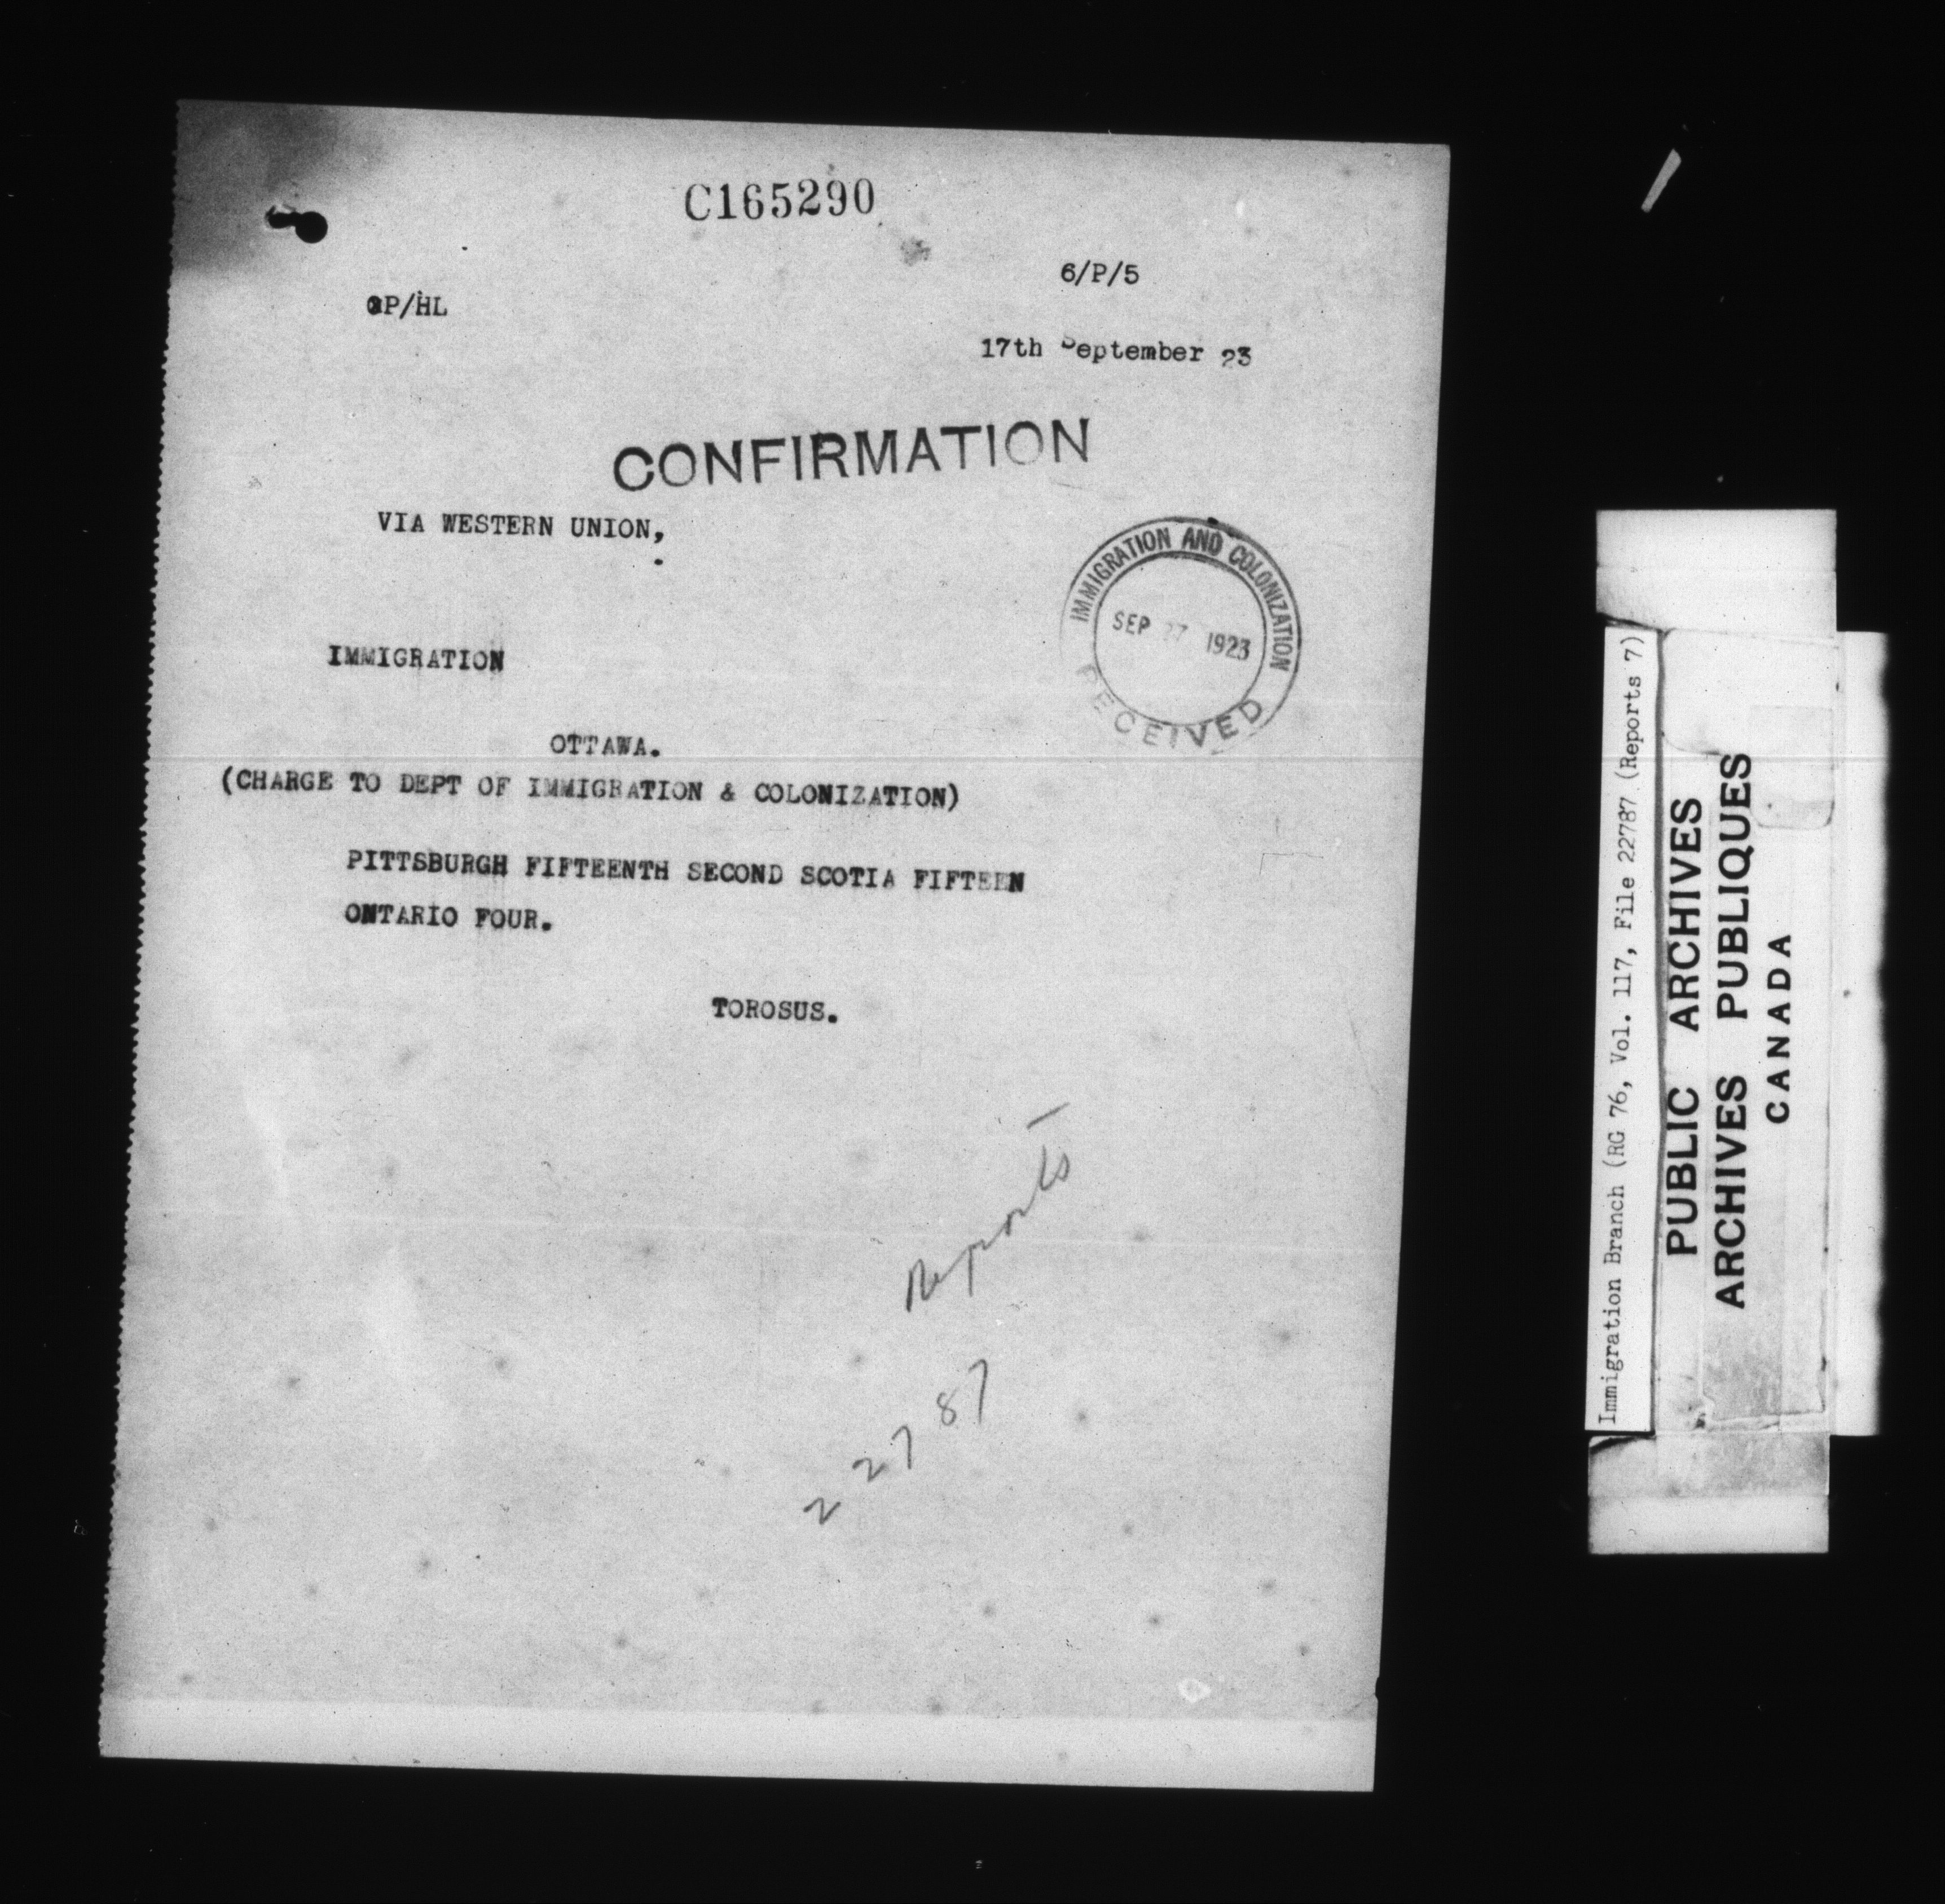 C165290
6/P/5
GP/HL
17th September 23
CONFIRMATION
VIA WESTERN UNION,
IMMIGRATION AND COLONIZATION
SEP 27 1923
RECEIVED
IMMIGRATION
OTTAWA.
(CHARGE TO DEPT OF IMMIGRATION & COLONIZATION)
PITTSBURGH FIFTEENTH SECOND SCOTIA FIFTEEN
ONTARIO FOUR.
TOROSUS.
Reports
22787
Immigration Branch (RG 76, Vol. 117, File 22787 (Reports 7)
PUBLIC ARCHIVES
ARCHIVES PUBLIQUES
CANADA